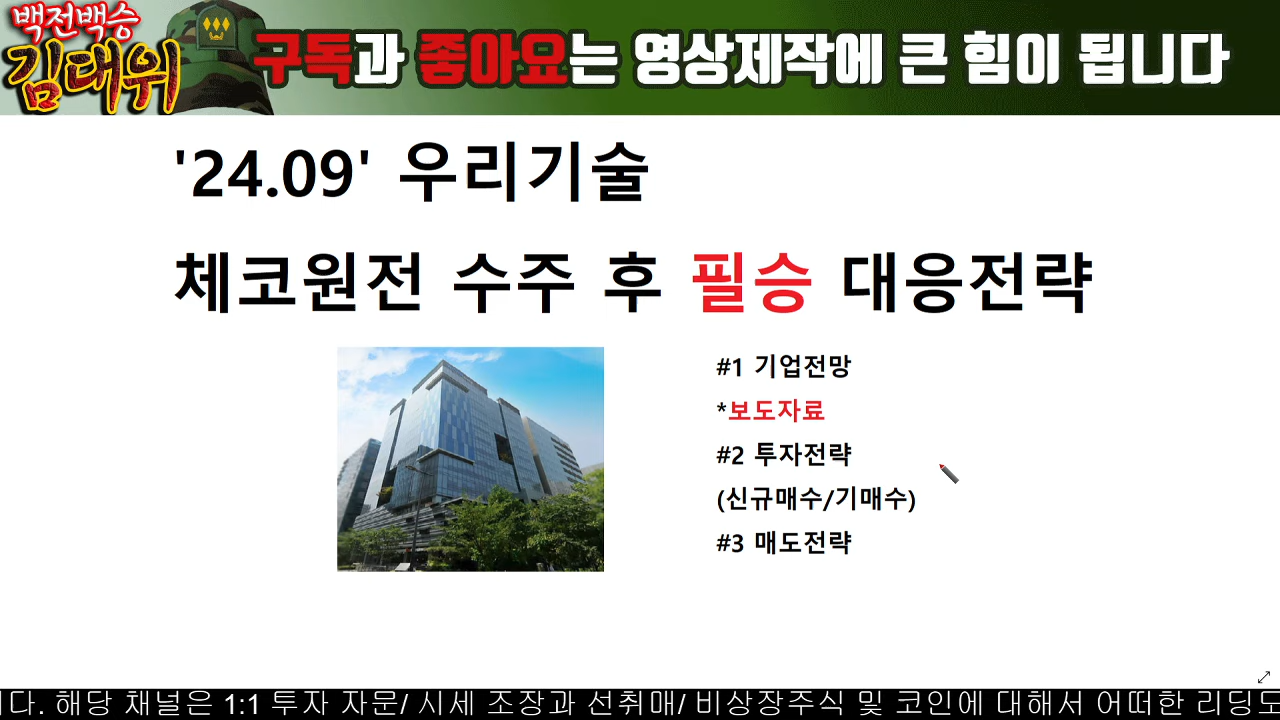 백전백승
김대위
구독과 좋아요는 영상제작에 큰 힘이 됩니다
'24.09' 우리기술
체코원전 수주 후 필승 대응전략
#1 기업전망
*보도자료
#2 투자전략
(신규매수/기매수)
#3 매도전략
니다. 해당 채널은 1:1 투자 자문/ 시세 조장과 선취매/ 비상장주식 및 코인에 대해서 어떠한 리딩도